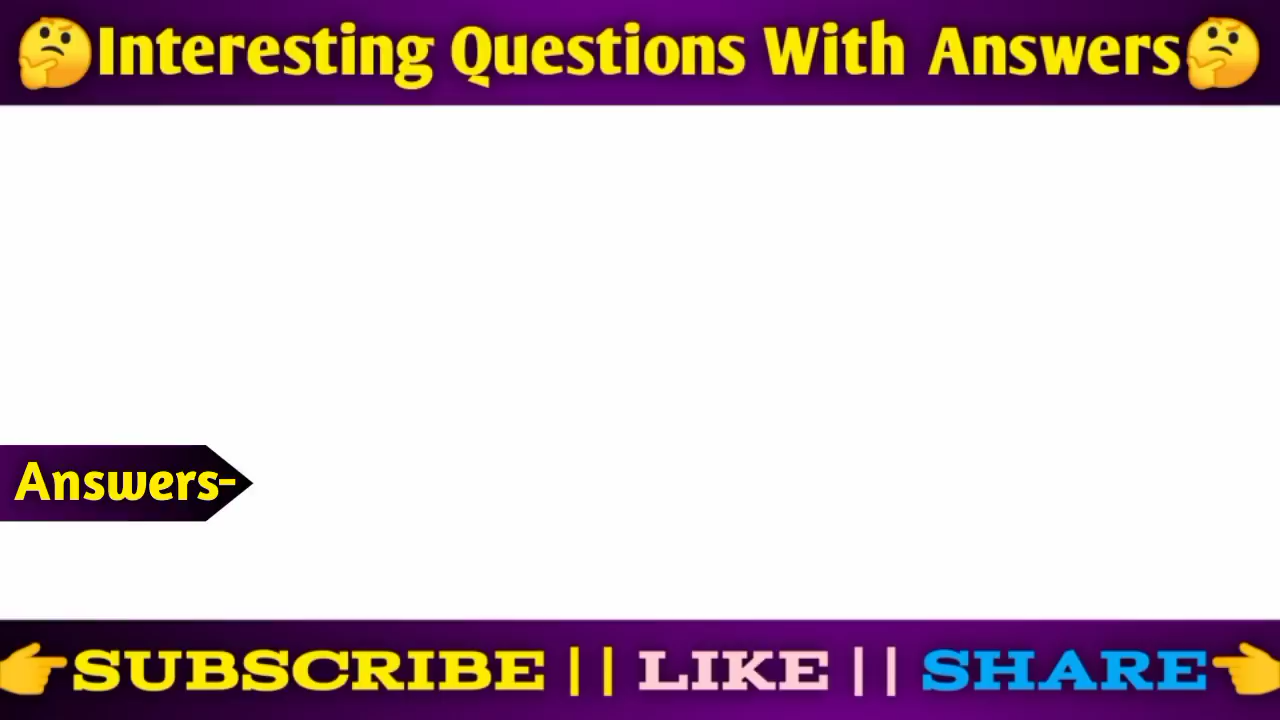 🤔Interesting Questions With Answers🤔
Answers-
👉SUBSCRIBE || LIKE || SHARE👈